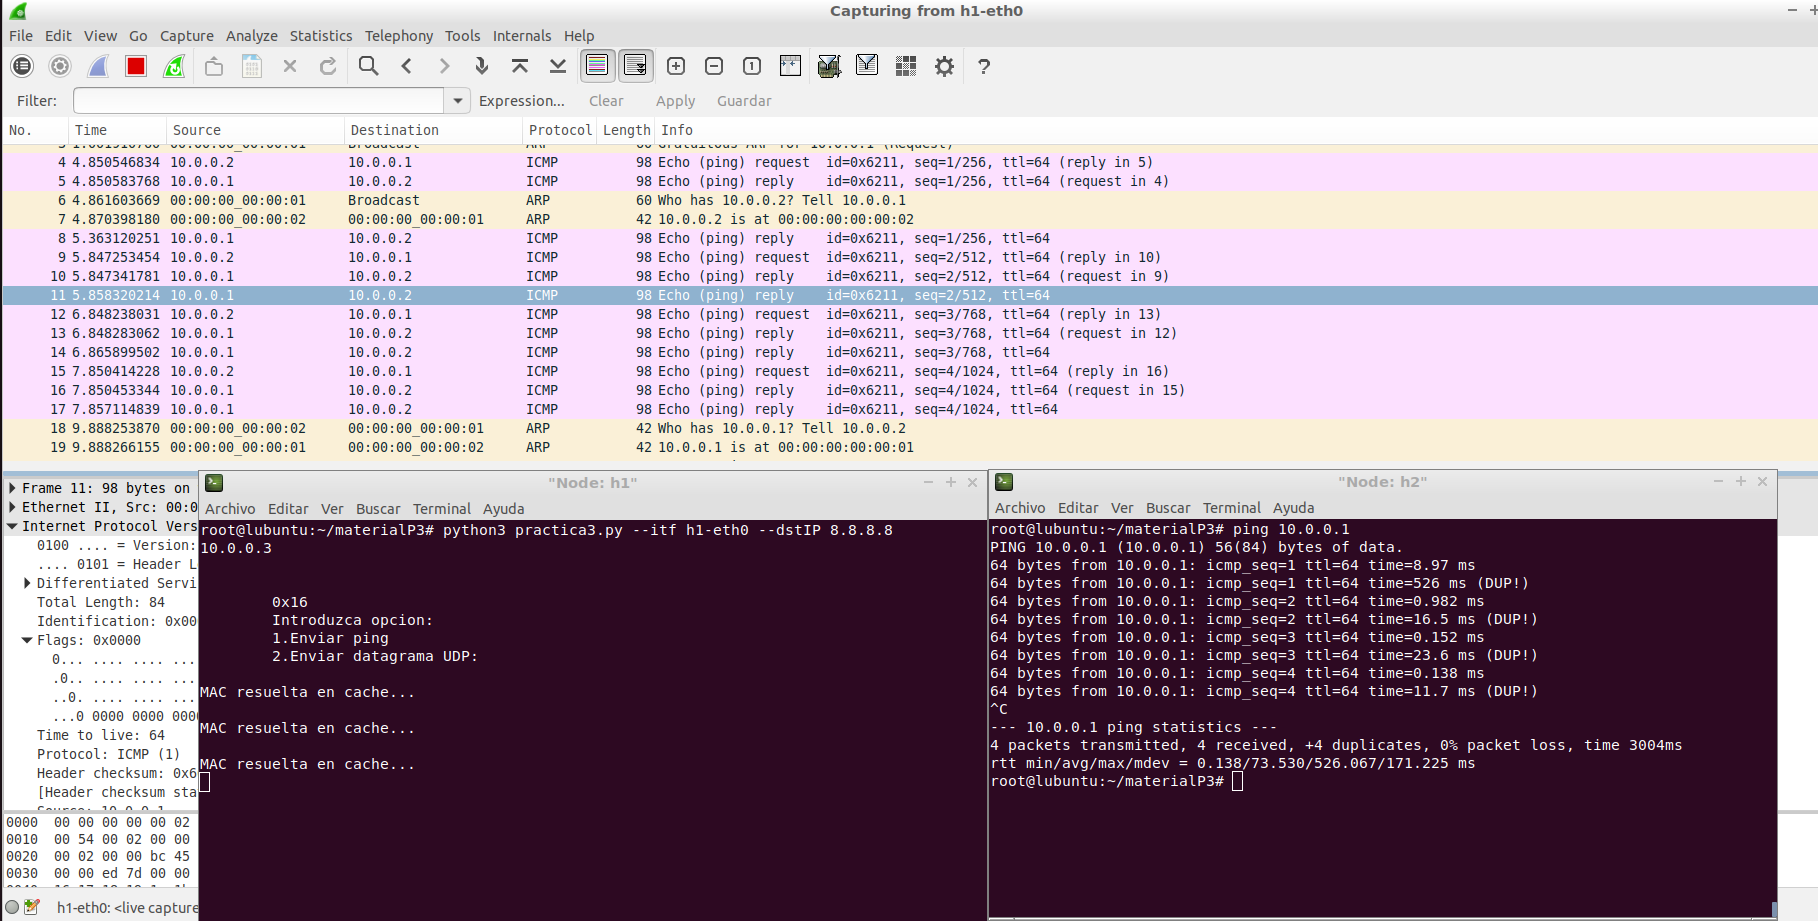 Capturing from h1-eth0
File Edit View Go Capture Analyze Statistics Telephony Tools Internals Help
Filter: Expression... Clear Apply Guardar
No. Time Source Destination Protocol Length Info
4 4.850546834 10.0.0.2 10.0.0.1 ICMP 98 Echo (ping) request id=0x6211, seq=1/256, ttl=64 (reply in 5)
5 4.850583768 10.0.0.1 10.0.0.2 ICMP 98 Echo (ping) reply id=0x6211, seq=1/256, ttl=64 (request in 4)
6 4.861603669 00:00:00_00:00:01 Broadcast ARP 60 Who has 10.0.0.2? Tell 10.0.0.1
7 4.870398180 00:00:00_00:00:02 00:00:00_00:00:01 ARP 42 10.0.0.2 is at 00:00:00:00:00:02
8 5.363120251 10.0.0.1 10.0.0.2 ICMP 98 Echo (ping) reply id=0x6211, seq=1/256, ttl=64
9 5.847253454 10.0.0.2 10.0.0.1 ICMP 98 Echo (ping) request id=0x6211, seq=2/512, ttl=64 (reply in 10)
10 5.847341781 10.0.0.1 10.0.0.2 ICMP 98 Echo (ping) reply id=0x6211, seq=2/512, ttl=64 (request in 9)
11 5.858320214 10.0.0.1 10.0.0.2 ICMP 98 Echo (ping) reply id=0x6211, seq=2/512, ttl=64
12 6.848238031 10.0.0.2 10.0.0.1 ICMP 98 Echo (ping) request id=0x6211, seq=3/768, ttl=64 (reply in 13)
13 6.848283062 10.0.0.1 10.0.0.2 ICMP 98 Echo (ping) reply id=0x6211, seq=3/768, ttl=64 (request in 12)
14 6.865899502 10.0.0.1 10.0.0.2 ICMP 98 Echo (ping) reply id=0x6211, seq=3/768, ttl=64
15 7.850414228 10.0.0.2 10.0.0.1 ICMP 98 Echo (ping) request id=0x6211, seq=4/1024, ttl=64 (reply in 16)
16 7.850453344 10.0.0.1 10.0.0.2 ICMP 98 Echo (ping) reply id=0x6211, seq=4/1024, ttl=64 (request in 15)
17 7.857114839 10.0.0.1 10.0.0.2 ICMP 98 Echo (ping) reply id=0x6211, seq=4/1024, ttl=64
18 9.888253870 00:00:00_00:00:02 00:00:00_00:00:01 ARP 42 Who has 10.0.0.1? Tell 10.0.0.2
19 9.888266155 00:00:00_00:00:01 00:00:00_00:00:02 ARP 42 10.0.0.1 is at 00:00:00:00:00:01
Frame 11: 98 bytes on
Ethernet II, Src: 00:0
Internet Protocol Vers
0100 .... = Version:
.... 0101 = Header L
Differentiated Servi
Total Length: 84
Identification: 0x00
Flags: 0x0000
0... .... .... ...
.0.. .... .... ...
..0. .... .... ...
...0 0000 0000 000
Time to live: 64
Protocol: ICMP (1)
Header checksum: 0x6
[Header checksum sta
Source: 10.0.0.1
0000 00 00 00 00 00 02
0010 00 54 00 02 00 00
0020 00 02 00 00 bc 45
0030 00 00 ed 7d 00 00
h1-eth0: <live capture
"Node: h1"
Archivo Editar Ver Buscar Terminal Ayuda
root@lubuntu:~/materialP3# python3 practica3.py --itf h1-eth0 --dstIP 8.8.8.8
10.0.0.3
0x16
Introduzca opcion:
1.Enviar ping
2.Enviar datagrama UDP:
MAC resuelta en cache...
MAC resuelta en cache...
MAC resuelta en cache...
"Node: h2"
Archivo Editar Ver Buscar Terminal Ayuda
root@lubuntu:~/materialP3# ping 10.0.0.1
PING 10.0.0.1 (10.0.0.1) 56(84) bytes of data.
64 bytes from 10.0.0.1: icmp_seq=1 ttl=64 time=8.97 ms
64 bytes from 10.0.0.1: icmp_seq=1 ttl=64 time=526 ms (DUP!)
64 bytes from 10.0.0.1: icmp_seq=2 ttl=64 time=0.982 ms
64 bytes from 10.0.0.1: icmp_seq=2 ttl=64 time=16.5 ms (DUP!)
64 bytes from 10.0.0.1: icmp_seq=3 ttl=64 time=0.152 ms
64 bytes from 10.0.0.1: icmp_seq=3 ttl=64 time=23.6 ms (DUP!)
64 bytes from 10.0.0.1: icmp_seq=4 ttl=64 time=0.138 ms
64 bytes from 10.0.0.1: icmp_seq=4 ttl=64 time=11.7 ms (DUP!)
^C
--- 10.0.0.1 ping statistics ---
4 packets transmitted, 4 received, +4 duplicates, 0% packet loss, time 3004ms
rtt min/avg/max/mdev = 0.138/73.530/526.067/171.225 ms
root@lubuntu:~/materialP3#